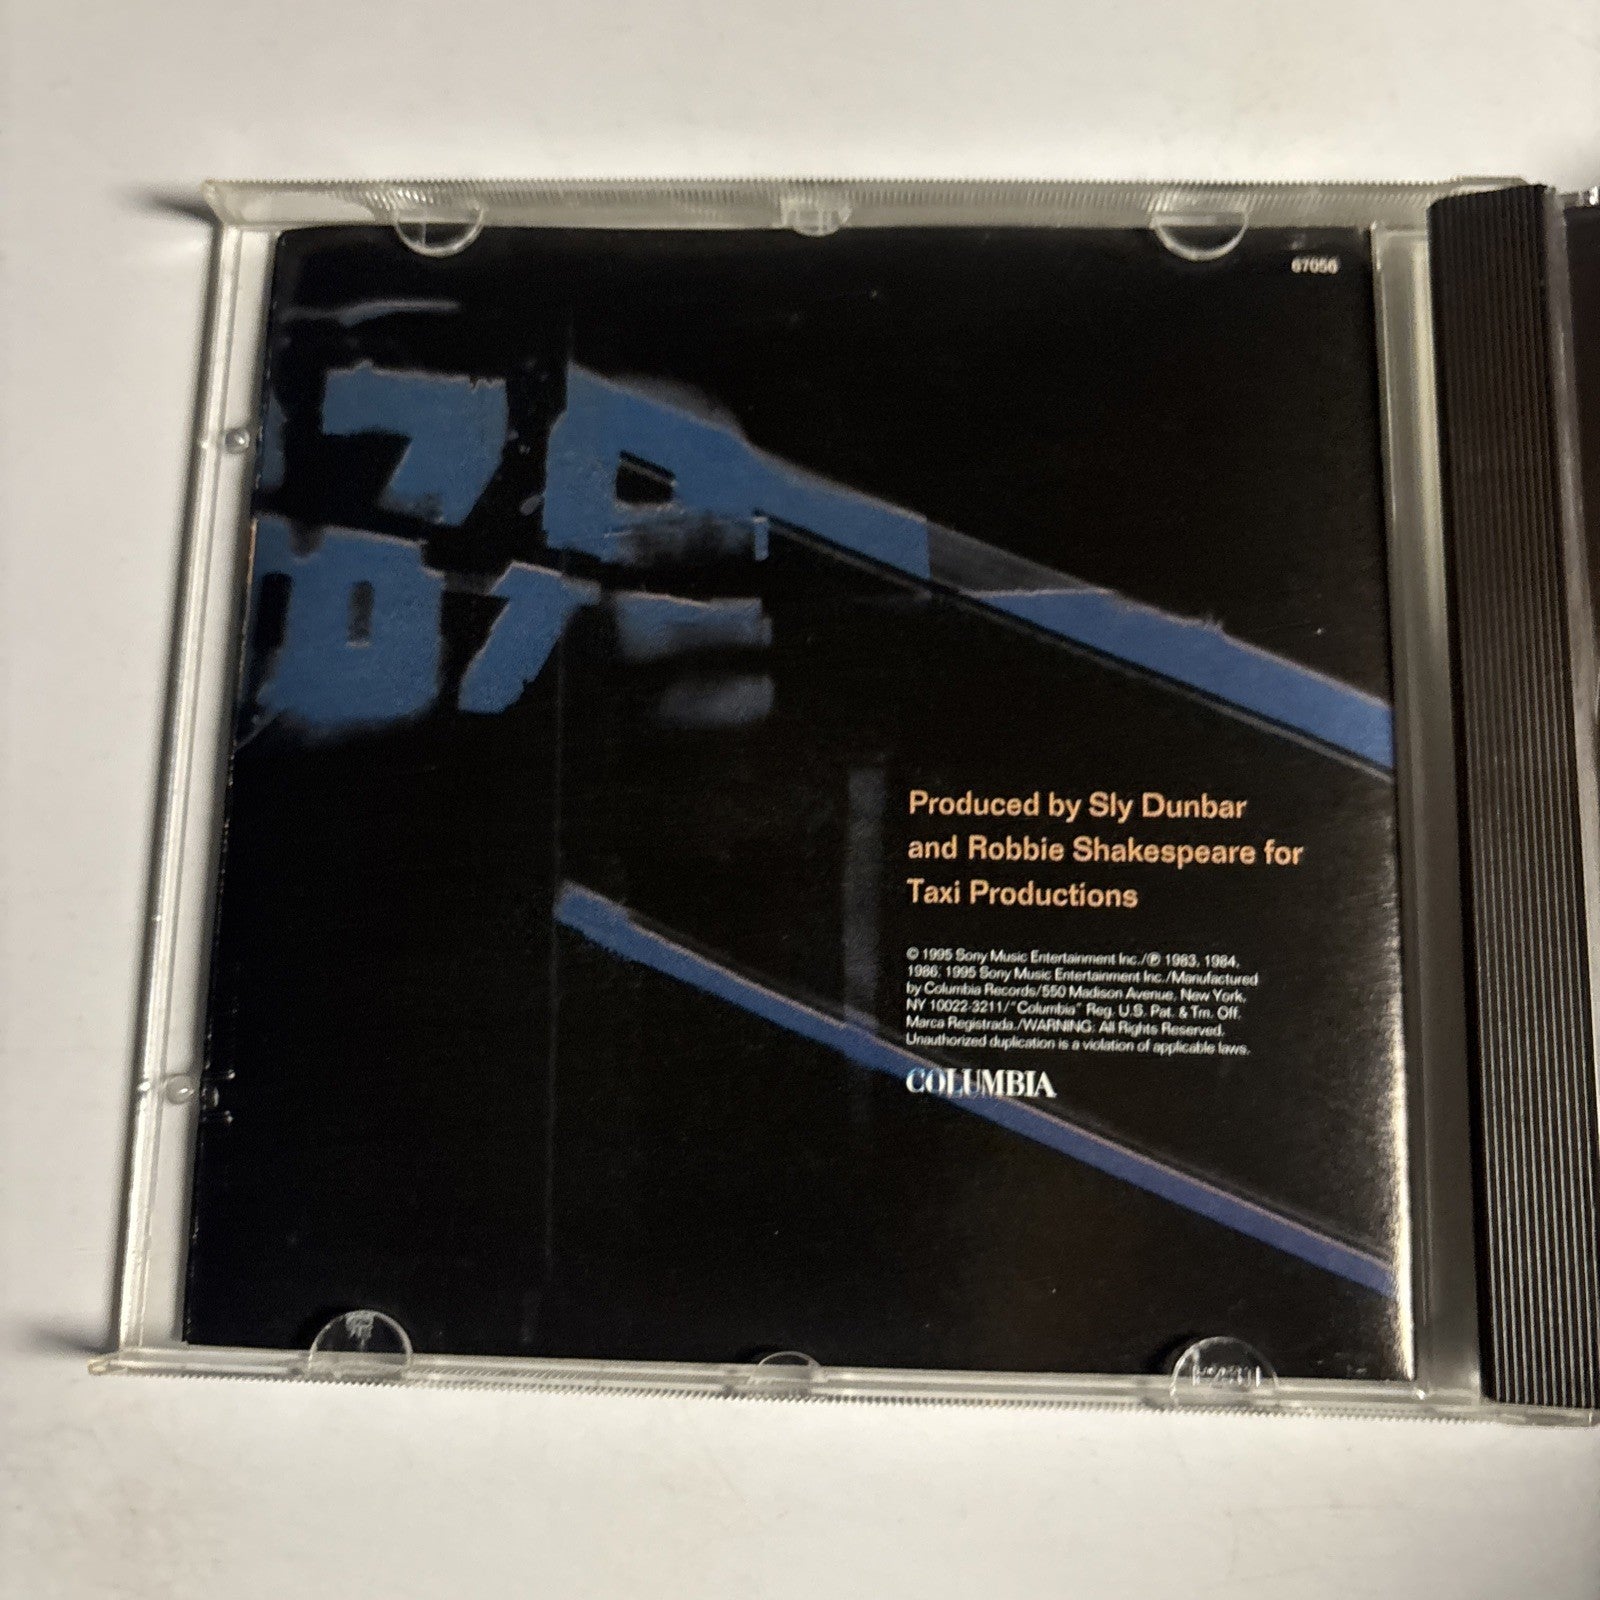 67056
Produced by Sly Dunbar
and Robbie Shakespeare for
Taxi Productions
© 1995 Sony Music Entertainment Inc./℗ 1983, 1984,
1986, 1995 Sony Music Entertainment Inc./Manufactured
by Columbia Records/550 Madison Avenue, New York,
NY 10022-3211/"Columbia" Reg. U.S. Pat. & Tm. Off.
Marca Registrada./WARNING: All Rights Reserved.
Unauthorized duplication is a violation of applicable laws.
COLUMBIA